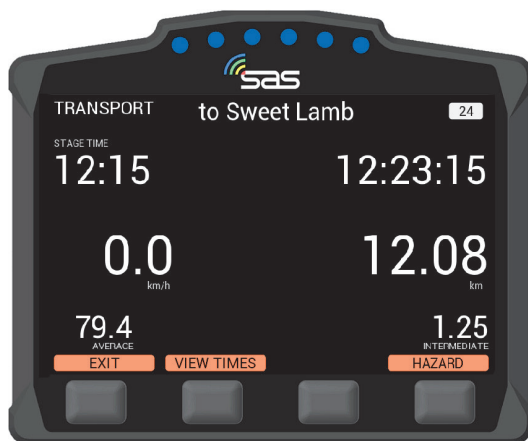 sas
TRANSPORT to Sweet Lamb 24
STAGE TIME
12:15 12:23:15
0.0 12.08
km/h km
79.4 1.25
AVERAGE INTERMEDIATE
EXIT VIEW TIMES HAZARD